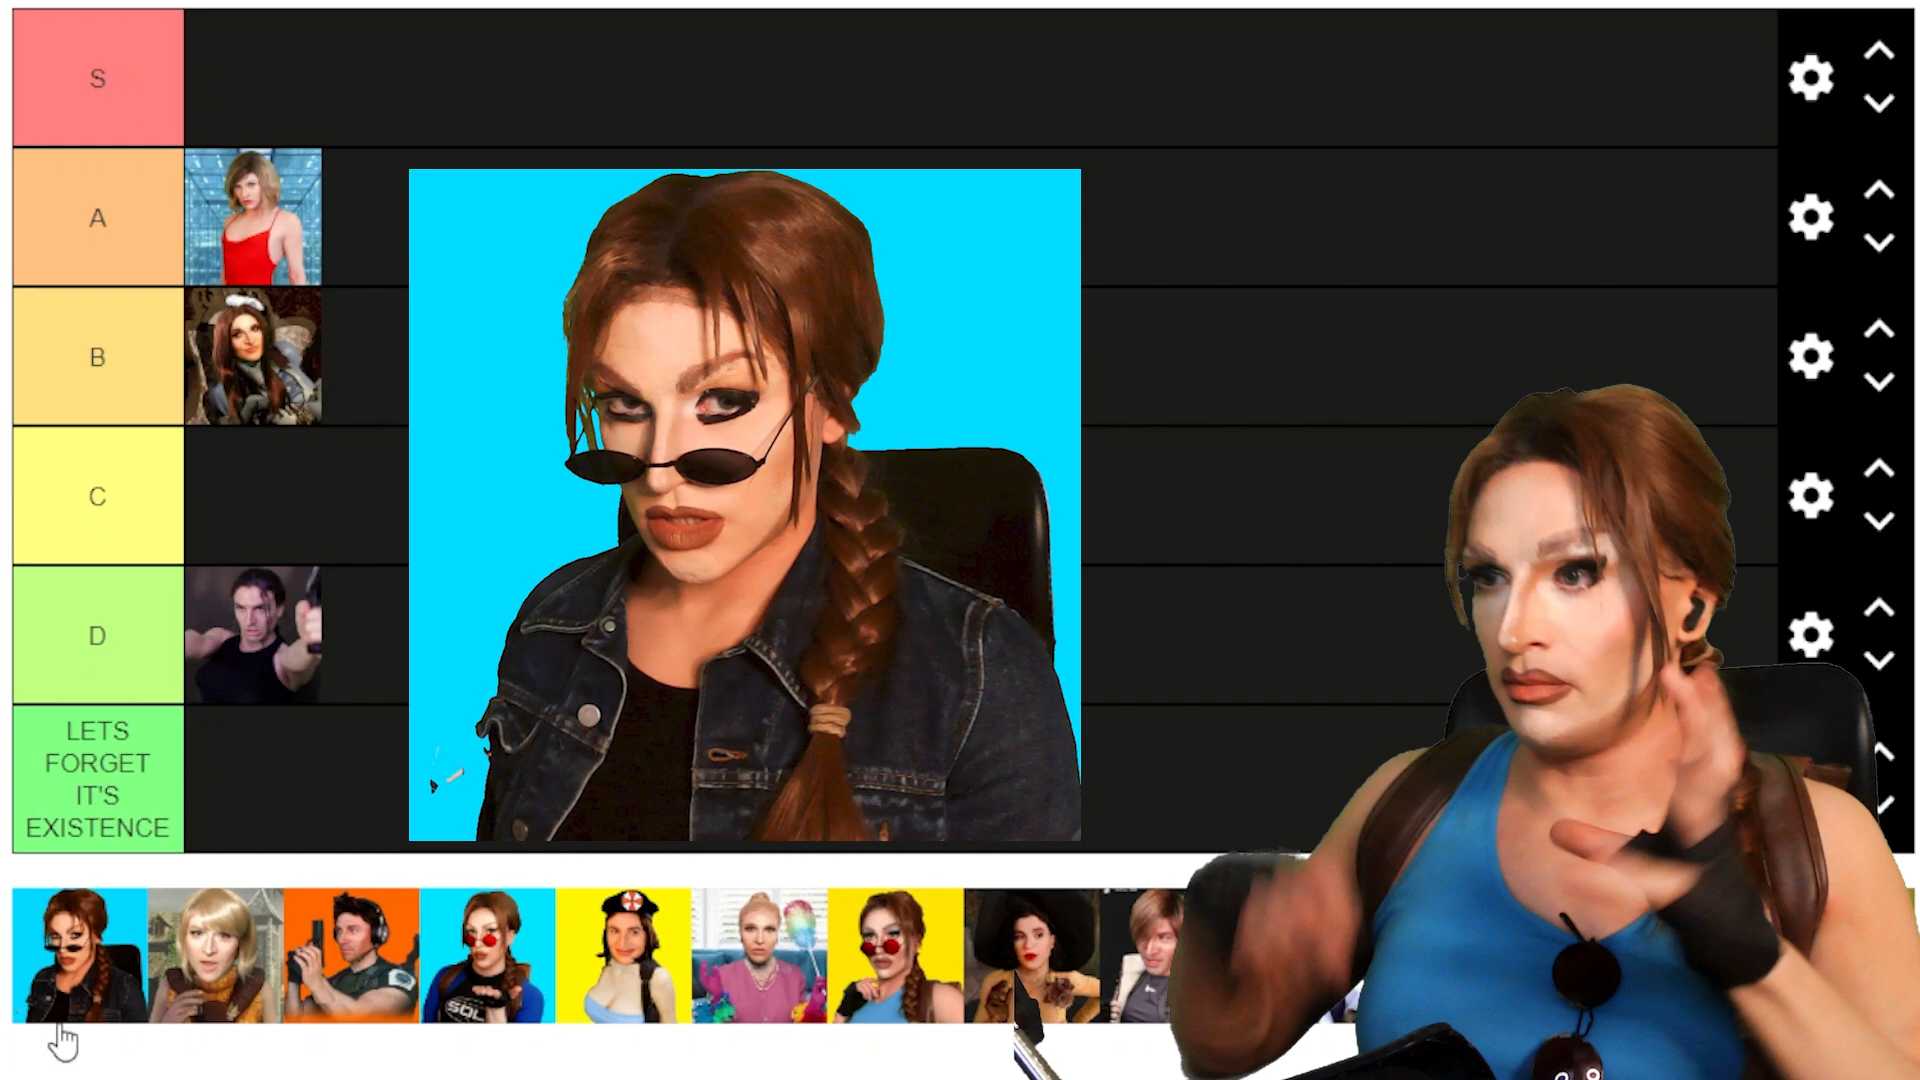 S
A
B
C
D
LETS
FORGET
IT'S
EXISTENCE
SOL